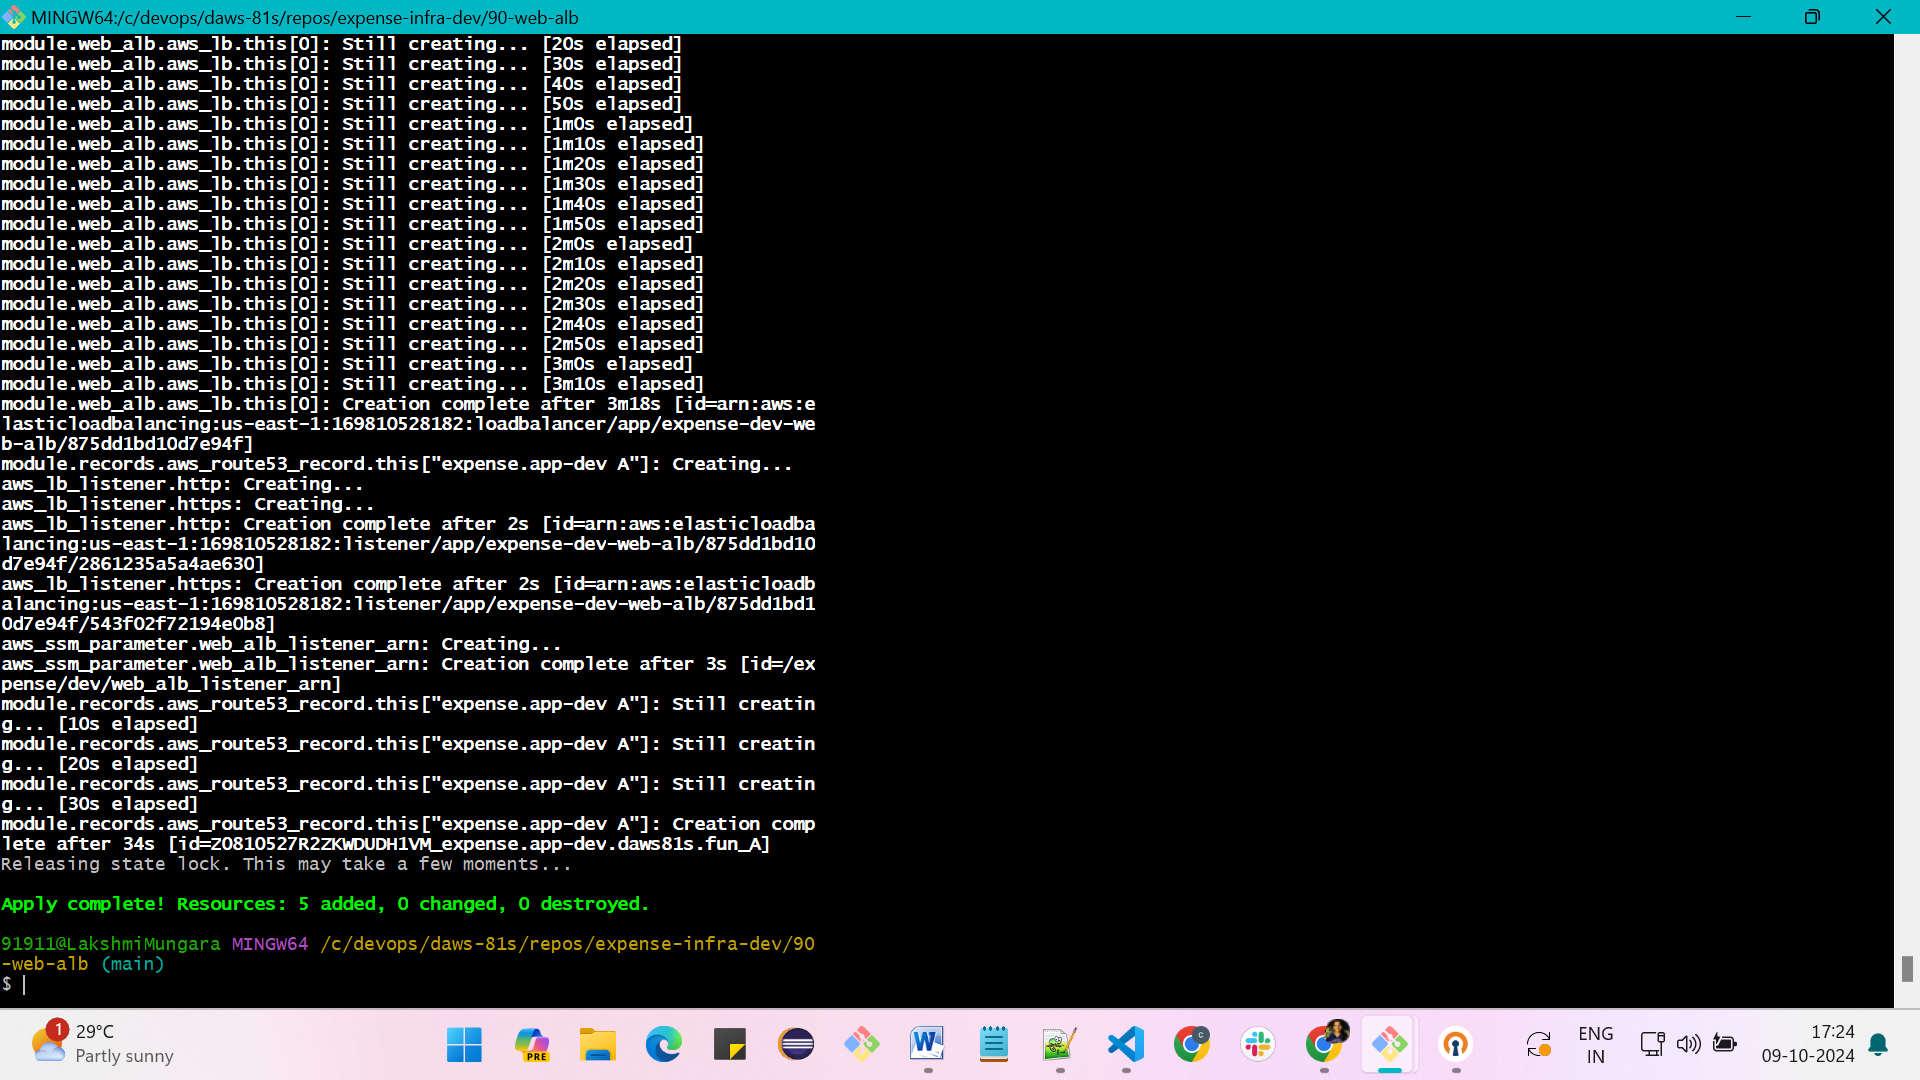 MINGW64:/c/devops/daws-81s/repos/expense-infra-dev/90-web-alb
module.web_alb.aws_lb.this[0]: Still creating... [20s elapsed]
module.web_alb.aws_lb.this[0]: Still creating... [30s elapsed]
module.web_alb.aws_lb.this[0]: Still creating... [40s elapsed]
module.web_alb.aws_lb.this[0]: Still creating... [50s elapsed]
module.web_alb.aws_lb.this[0]: Still creating... [1m0s elapsed]
module.web_alb.aws_lb.this[0]: Still creating... [1m10s elapsed]
module.web_alb.aws_lb.this[0]: Still creating... [1m20s elapsed]
module.web_alb.aws_lb.this[0]: Still creating... [1m30s elapsed]
module.web_alb.aws_lb.this[0]: Still creating... [1m40s elapsed]
module.web_alb.aws_lb.this[0]: Still creating... [1m50s elapsed]
module.web_alb.aws_lb.this[0]: Still creating... [2m0s elapsed]
module.web_alb.aws_lb.this[0]: Still creating... [2m10s elapsed]
module.web_alb.aws_lb.this[0]: Still creating... [2m20s elapsed]
module.web_alb.aws_lb.this[0]: Still creating... [2m30s elapsed]
module.web_alb.aws_lb.this[0]: Still creating... [2m40s elapsed]
module.web_alb.aws_lb.this[0]: Still creating... [2m50s elapsed]
module.web_alb.aws_lb.this[0]: Still creating... [3m0s elapsed]
module.web_alb.aws_lb.this[0]: Still creating... [3m10s elapsed]
module.web_alb.aws_lb.this[0]: Creation complete after 3m18s [id=arn:aws:e
lasticloadbalancing:us-east-1:169810528182:loadbalancer/app/expense-dev-we
b-alb/875dd1bd10d7e94f]
module.records.aws_route53_record.this["expense.app-dev A"]: Creating...
aws_lb_listener.http: Creating...
aws_lb_listener.https: Creating...
aws_lb_listener.http: Creation complete after 2s [id=arn:aws:elasticloadba
lancing:us-east-1:169810528182:listener/app/expense-dev-web-alb/875dd1bd10
d7e94f/2861235a5a4ae630]
aws_lb_listener.https: Creation complete after 2s [id=arn:aws:elasticloadb
alancing:us-east-1:169810528182:listener/app/expense-dev-web-alb/875dd1bd1
0d7e94f/543f02f72194e0b8]
aws_ssm_parameter.web_alb_listener_arn: Creating...
aws_ssm_parameter.web_alb_listener_arn: Creation complete after 3s [id=/ex
pense/dev/web_alb_listener_arn]
module.records.aws_route53_record.this["expense.app-dev A"]: Still creatin
g... [10s elapsed]
module.records.aws_route53_record.this["expense.app-dev A"]: Still creatin
g... [20s elapsed]
module.records.aws_route53_record.this["expense.app-dev A"]: Still creatin
g... [30s elapsed]
module.records.aws_route53_record.this["expense.app-dev A"]: Creation comp
lete after 34s [id=Z0810527R2ZKWDUDH1VM_expense.app-dev.daws81s.fun_A]
Releasing state lock. This may take a few moments...
Apply complete! Resources: 5 added, 0 changed, 0 destroyed.
91911@LakshmiMungara MINGW64 /c/devops/daws-81s/repos/expense-infra-dev/90
-web-alb (main)
$
1
29°C
Partly sunny
PRE
W
C
ENG
IN
17:24
09-10-2024